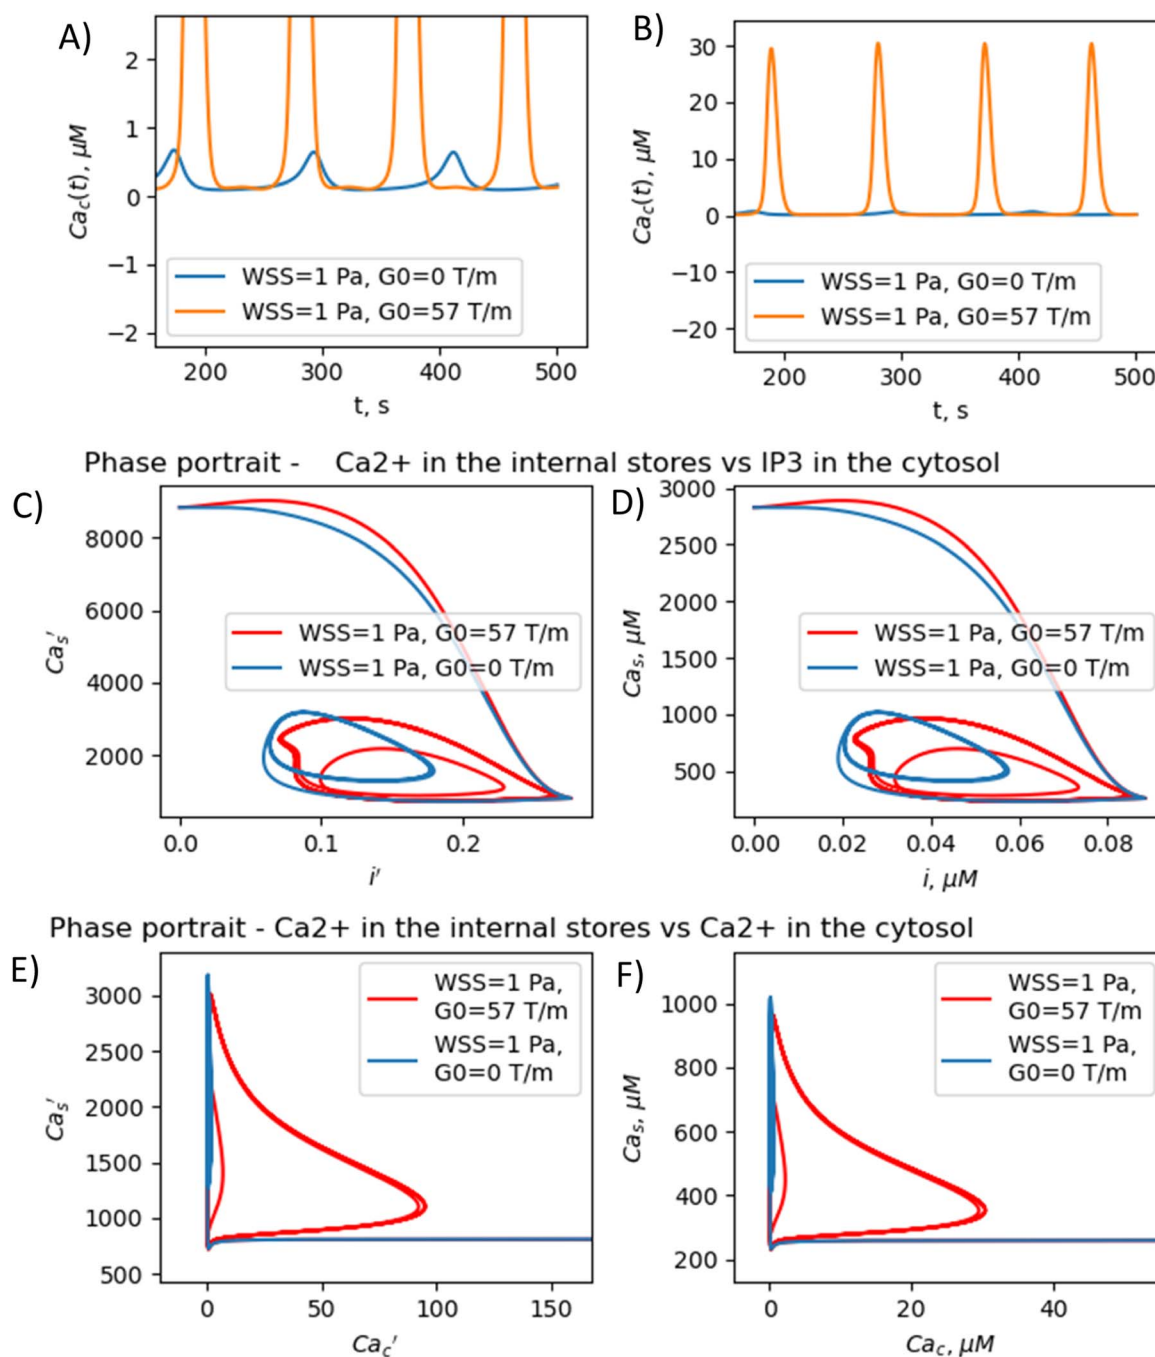 A)
B)
2
1
0
−1
−2
Ca_c(t), μM
WSS=1 Pa, G0=0 T/m
WSS=1 Pa, G0=57 T/m
200 300 400 500
t, s
30
20
10
0
−10
−20
Ca_c(t), μM
WSS=1 Pa, G0=0 T/m
WSS=1 Pa, G0=57 T/m
200 300 400 500
t, s
Phase portrait - Ca2+ in the internal stores vs IP3 in the cytosol
C)
D)
8000
6000
4000
2000
Ca_s′
WSS=1 Pa, G0=57 T/m
WSS=1 Pa, G0=0 T/m
0.0 0.1 0.2
i′
3000
2500
2000
1500
1000
500
Ca_s, μM
WSS=1 Pa, G0=57 T/m
WSS=1 Pa, G0=0 T/m
0.00 0.02 0.04 0.06 0.08
i, μM
Phase portrait - Ca2+ in the internal stores vs Ca2+ in the cytosol
E)
F)
3000
2500
2000
1500
1000
500
Ca_s′
WSS=1 Pa,
G0=57 T/m
WSS=1 Pa,
G0=0 T/m
0 50 100 150
Ca_c′
1000
800
600
400
200
Ca_s, μM
WSS=1 Pa,
G0=57 T/m
WSS=1 Pa,
G0=0 T/m
0 20 40
Ca_c, μM